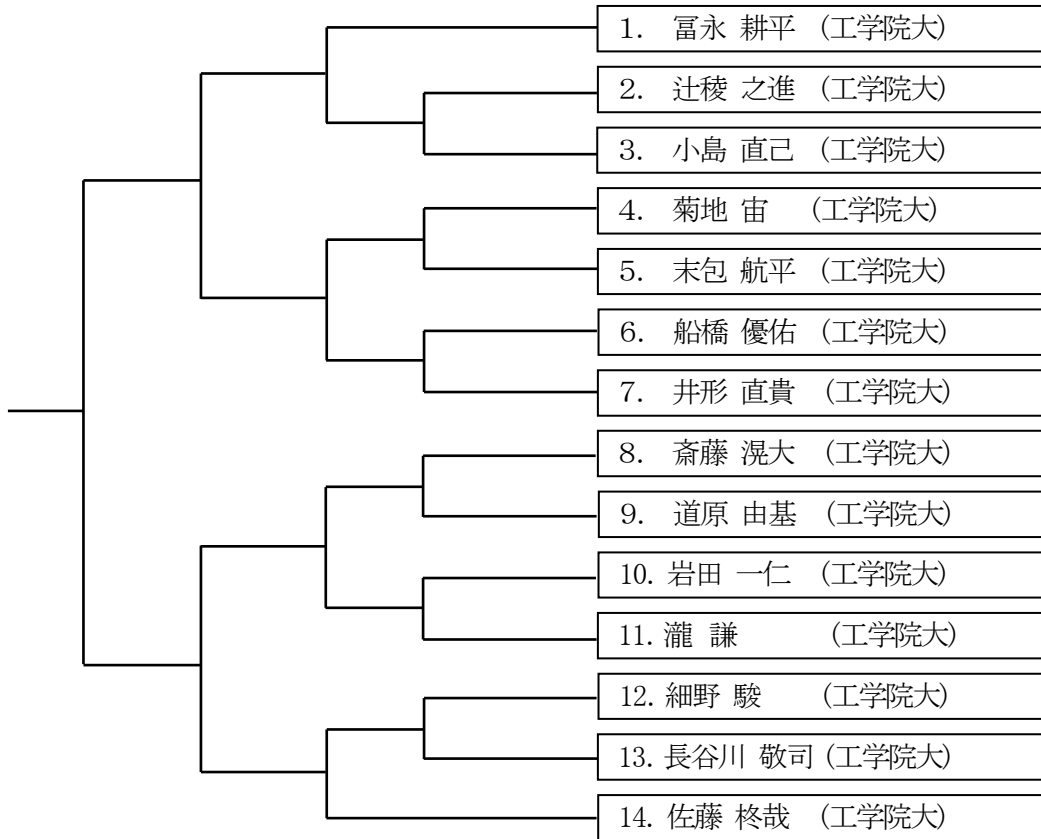 1. 冨永 耕平 (工学院大)
2. 辻稜 之進 (工学院大)
3. 小島 直己 (工学院大)
4. 菊地 宙 (工学院大)
5. 末包 航平 (工学院大)
6. 船橋 優佑 (工学院大)
7. 井形 直貴 (工学院大)
8. 斎藤 滉大 (工学院大)
9. 道原 由基 (工学院大)
10. 岩田 一仁 (工学院大)
11. 瀧 謙 (工学院大)
12. 細野 駿 (工学院大)
13. 長谷川 敬司 (工学院大)
14. 佐藤 柊哉 (工学院大)